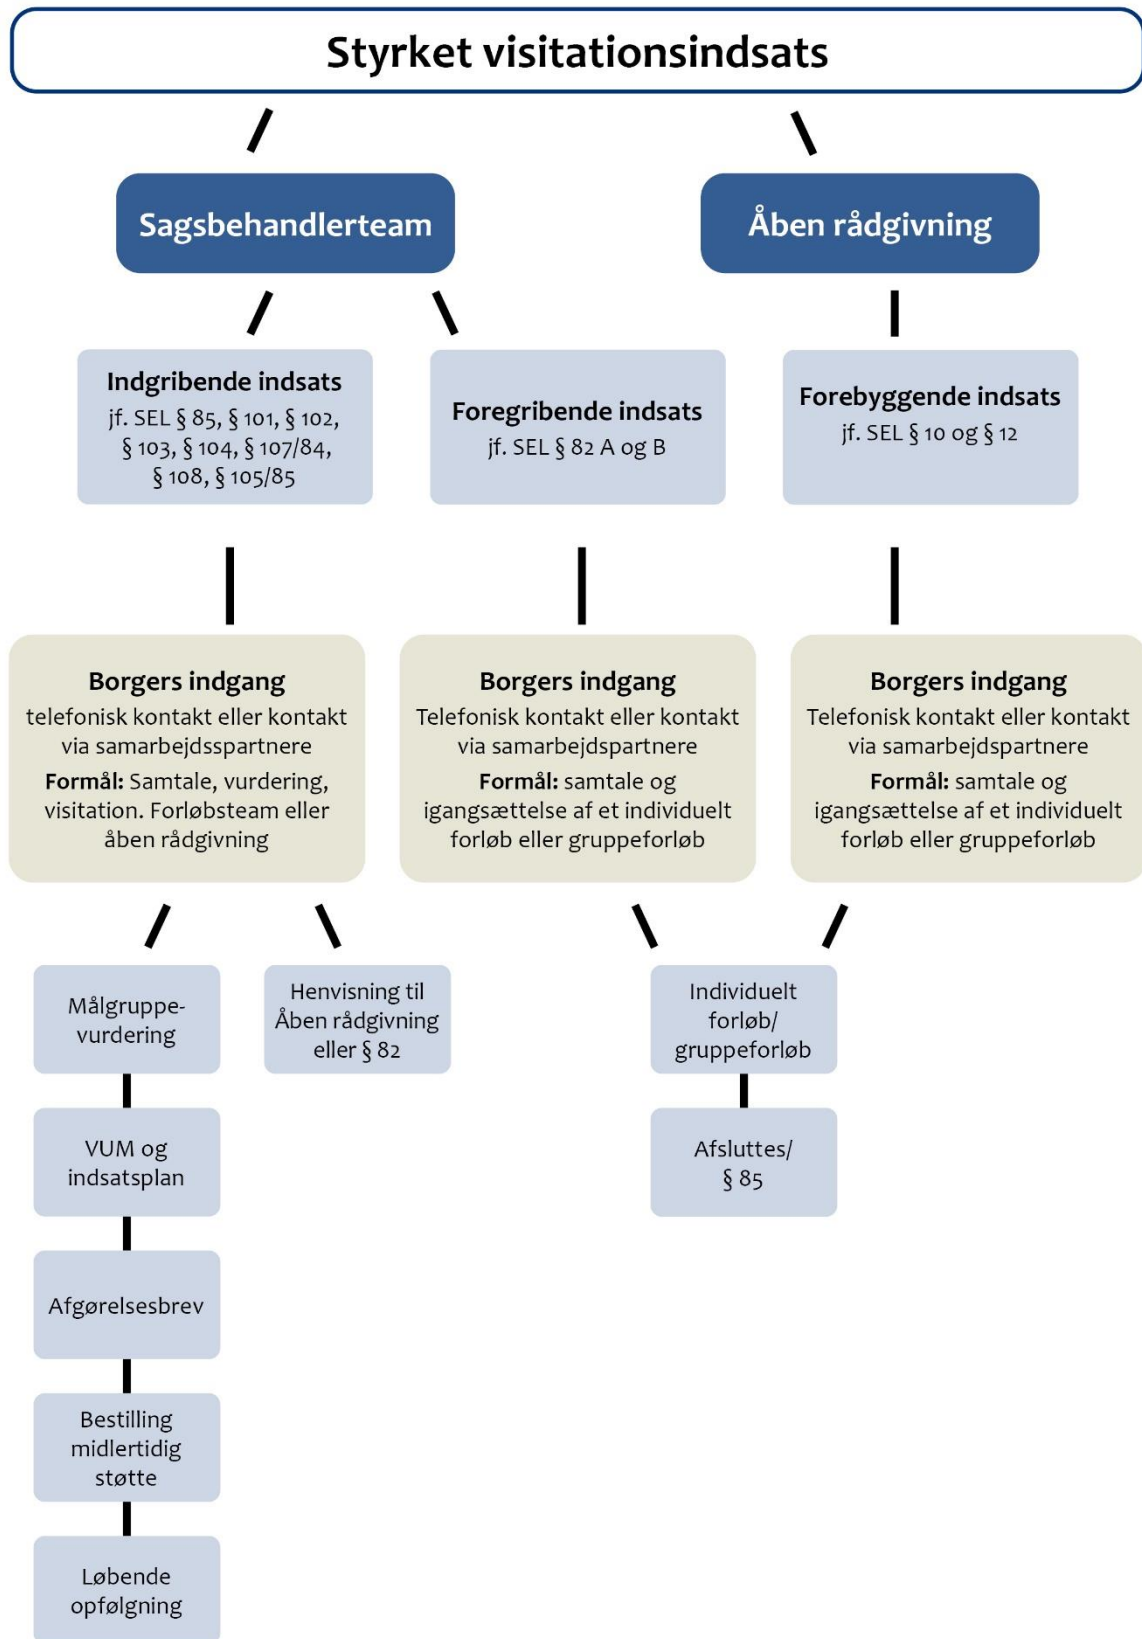 Styrket visitationsindsats
Sagsbehandlerteam
Åben rådgivning
Indgribende indsats
jf. SEL § 85, § 101, § 102,
§ 103, § 104, § 107/84,
§ 108, § 105/85
Foregribende indsats
jf. SEL § 82 A og B
Forebyggende indsats
jf. SEL § 10 og § 12
Borgers indgang
telefonisk kontakt eller kontakt
via samarbejdsspartnere
Formål: Samtale, vurdering,
visitation. Forløbsteam eller
åben rådgivning
Borgers indgang
Telefonisk kontakt eller kontakt
via samarbejdspartnere
Formål: samtale og
igangsættelse af et individuelt
forløb eller gruppeforløb
Borgers indgang
Telefonisk kontakt eller kontakt
via samarbejdspartnere
Formål: samtale og
igangsættelse af et individuelt
forløb eller gruppeforløb
Målgruppe-
vurdering
Henvisning til
Åben rådgivning
eller § 82
Individuelt
forløb/
gruppeforløb
VUM og
indsatsplan
Afsluttes/
§ 85
Afgørelsesbrev
Bestilling
midlertidig
støtte
Løbende
opfølgning